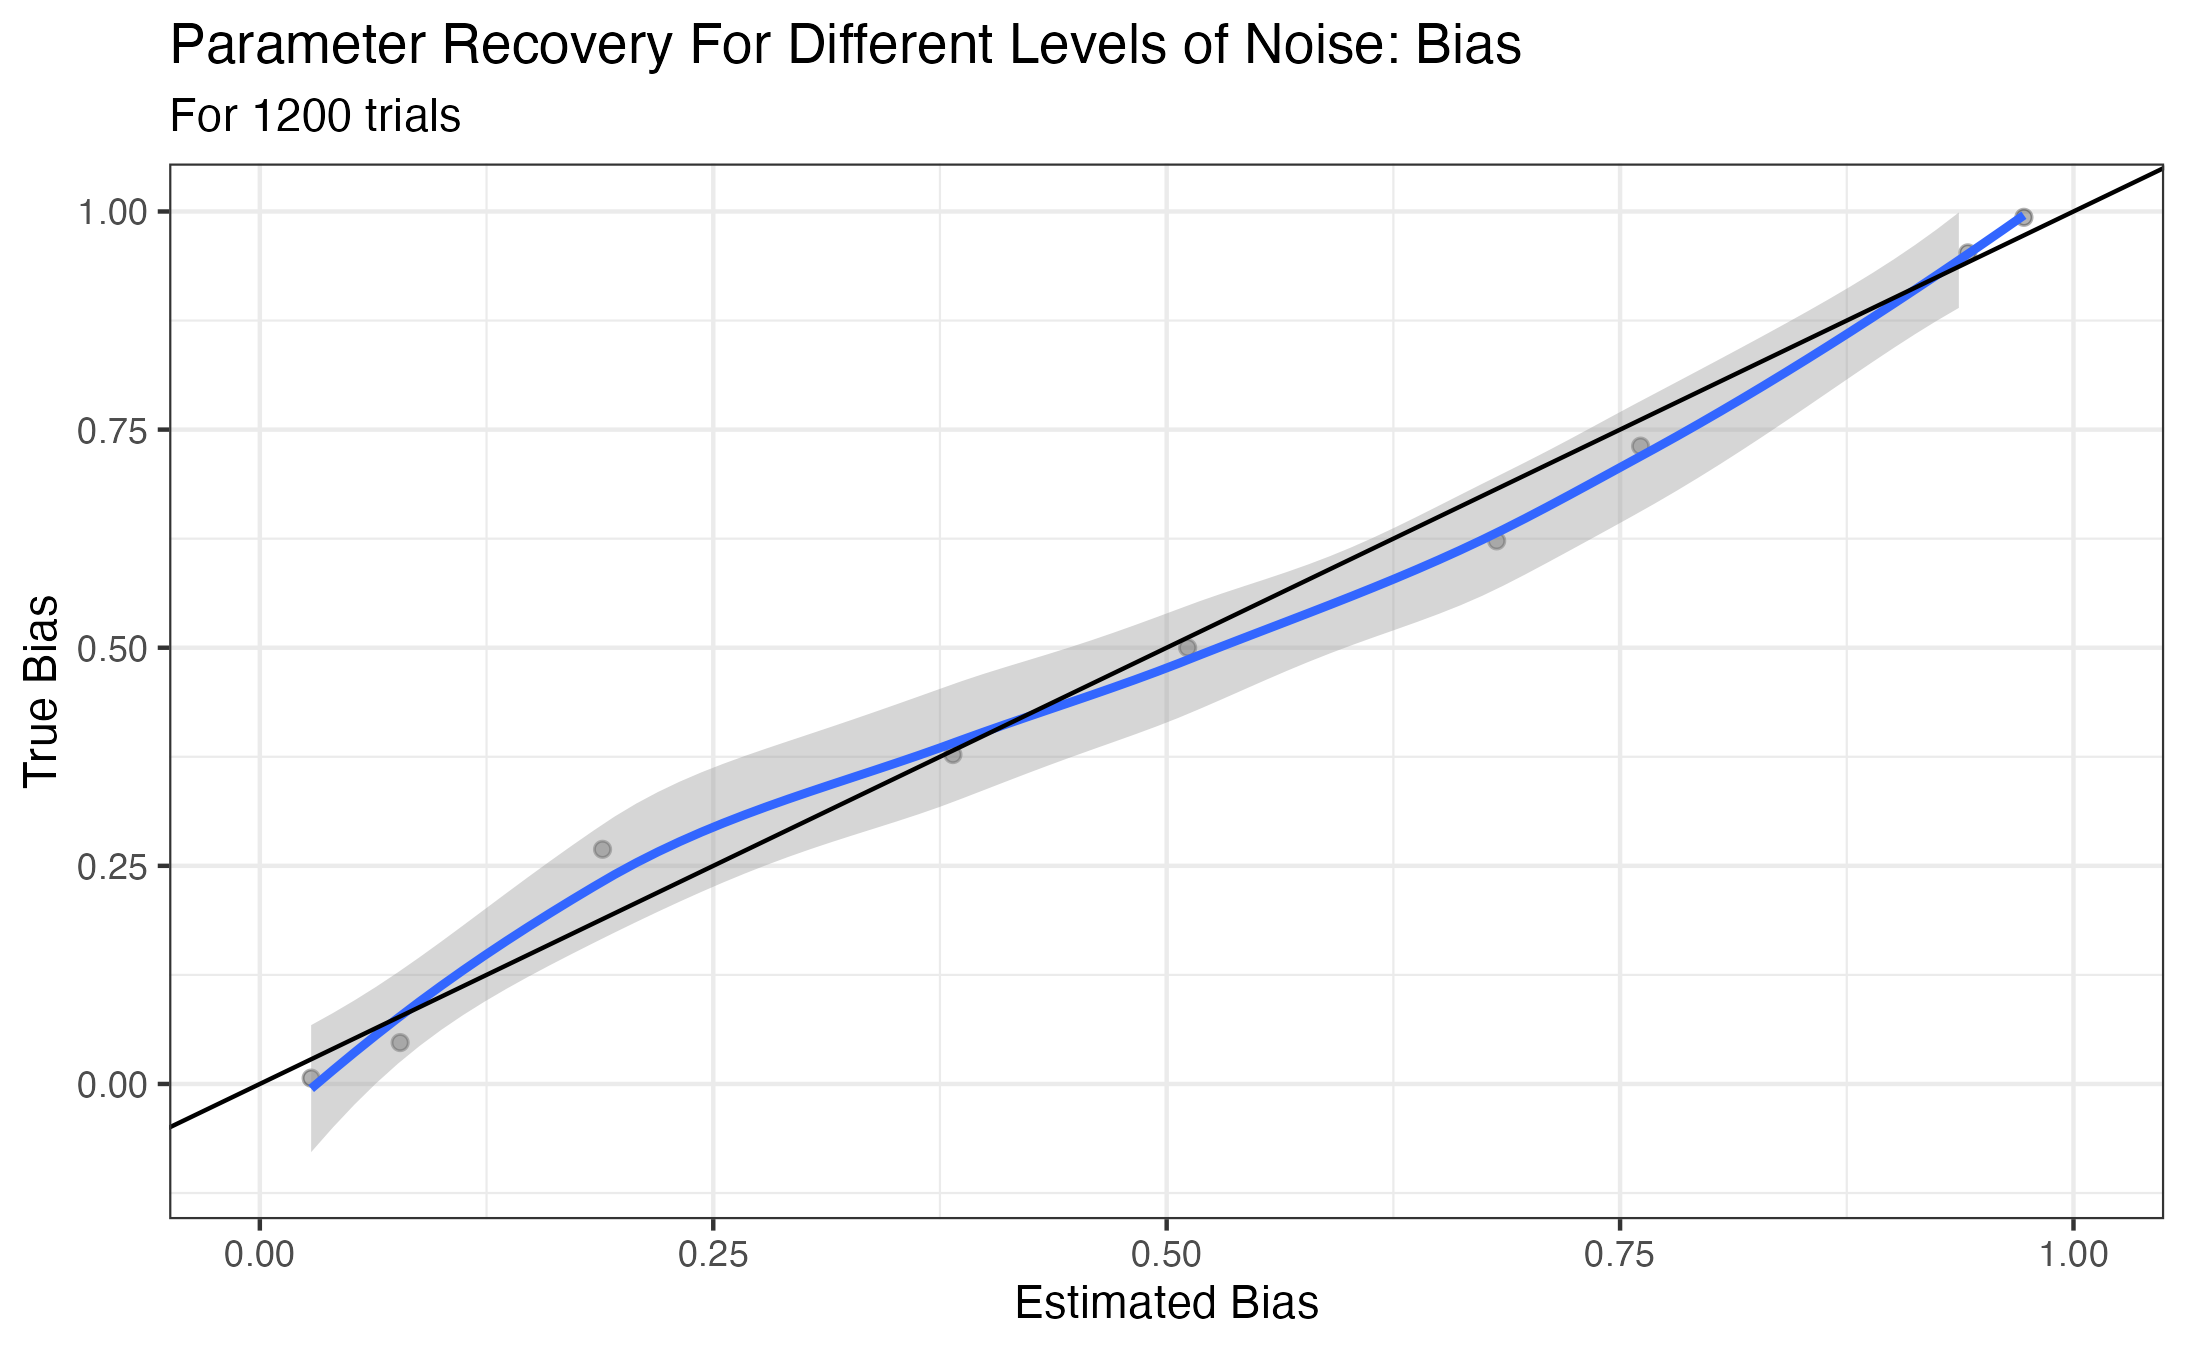 Parameter Recovery For Different Levels of Noise: Bias
For 1200 trials
1.00
0.75
0.50
0.25
0.00
True Bias
0.00 0.25 0.50 0.75 1.00
Estimated Bias